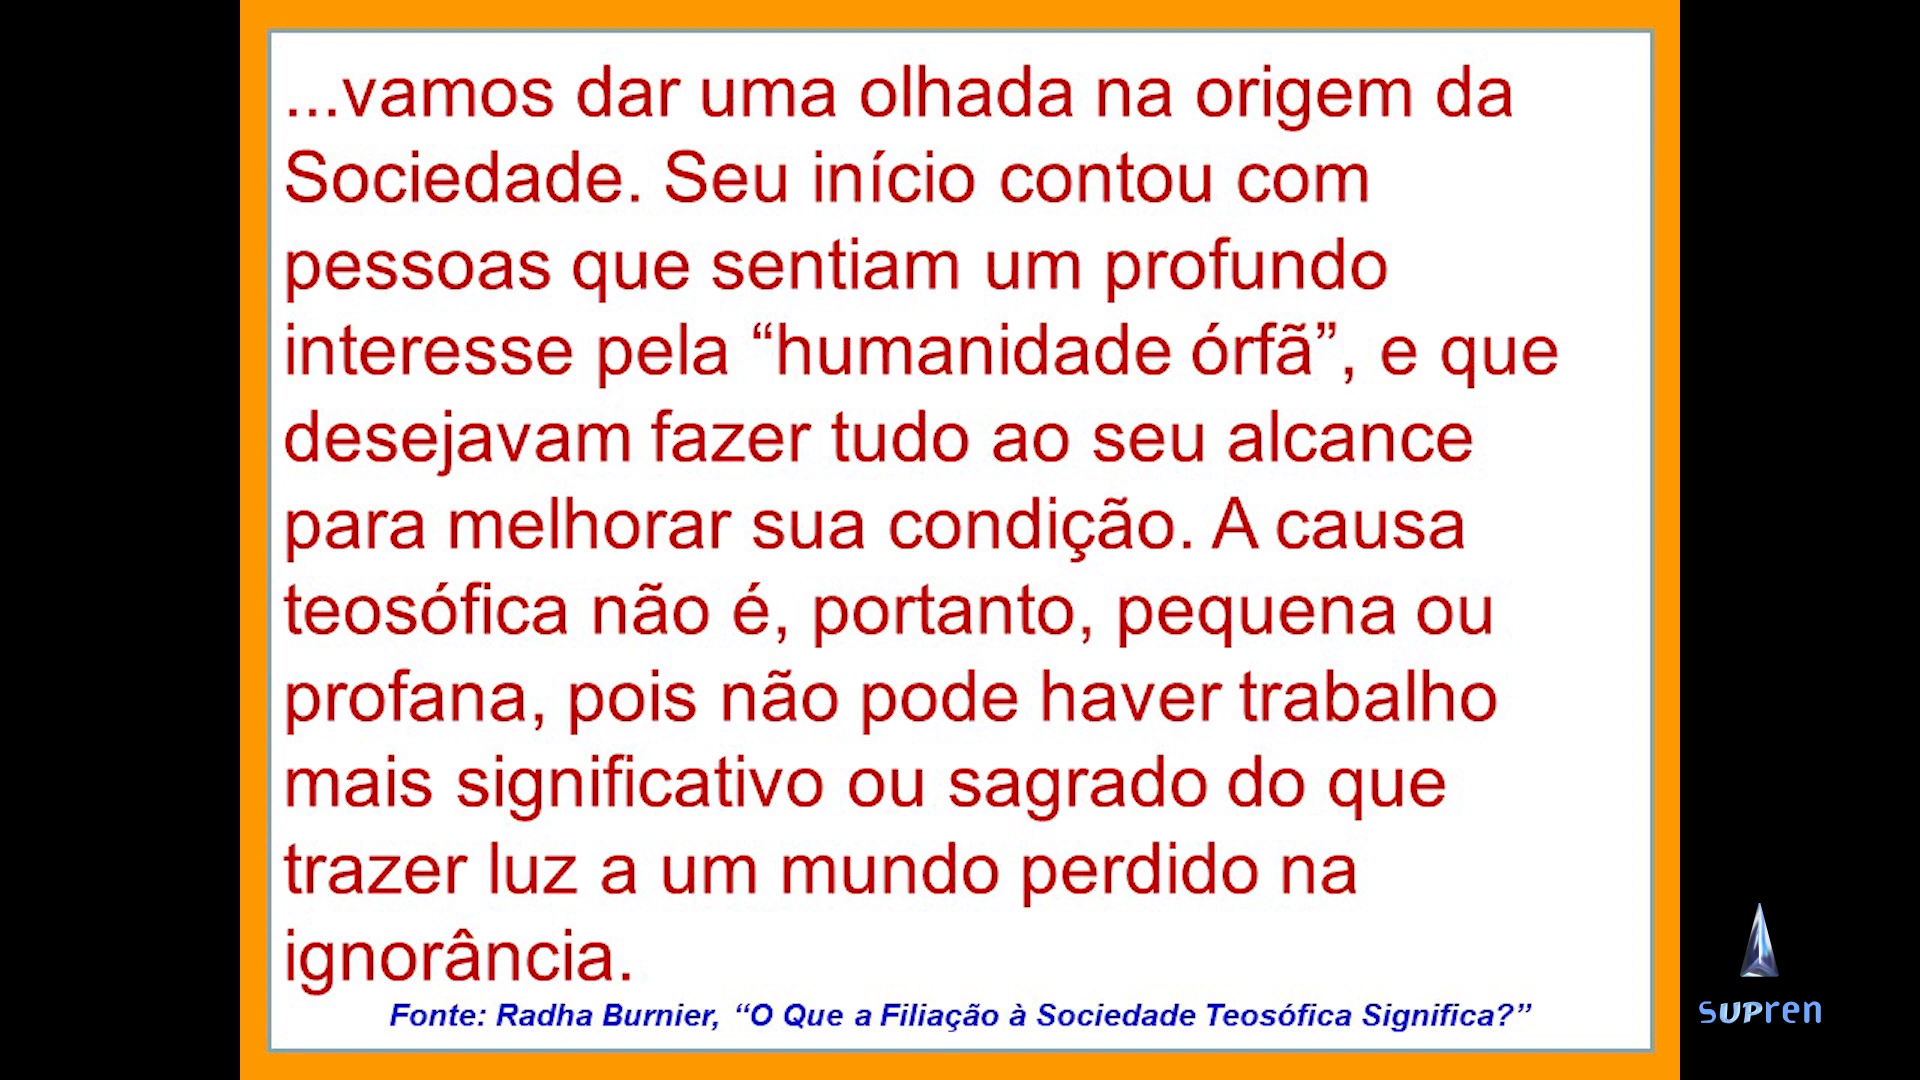 ...vamos dar uma olhada na origem da
Sociedade. Seu início contou com
pessoas que sentiam um profundo
interesse pela “humanidade órfã”, e que
desejavam fazer tudo ao seu alcance
para melhorar sua condição. A causa
teosófica não é, portanto, pequena ou
profana, pois não pode haver trabalho
mais significativo ou sagrado do que
trazer luz a um mundo perdido na
ignorância.
Fonte: Radha Burnier, “O Que a Filiação à Sociedade Teosófica Significa?”
supren